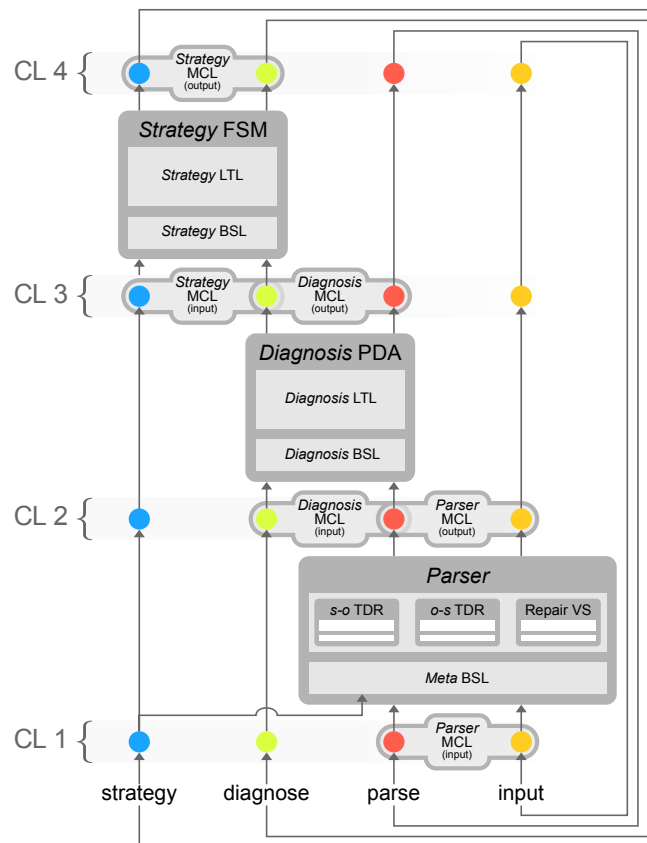 CL 4
Strategy
MCL
(output)
Strategy FSM
Strategy LTL
Strategy BSL
CL 3
Strategy
MCL
(input)
Diagnosis
MCL
(output)
Diagnosis PDA
Diagnosis LTL
Diagnosis BSL
CL 2
Diagnosis
MCL
(input)
Parser
MCL
(output)
Parser
s-o TDR
o-s TDR
Repair VS
Meta BSL
CL 1
Parser
MCL
(input)
strategy
diagnose
parse
input